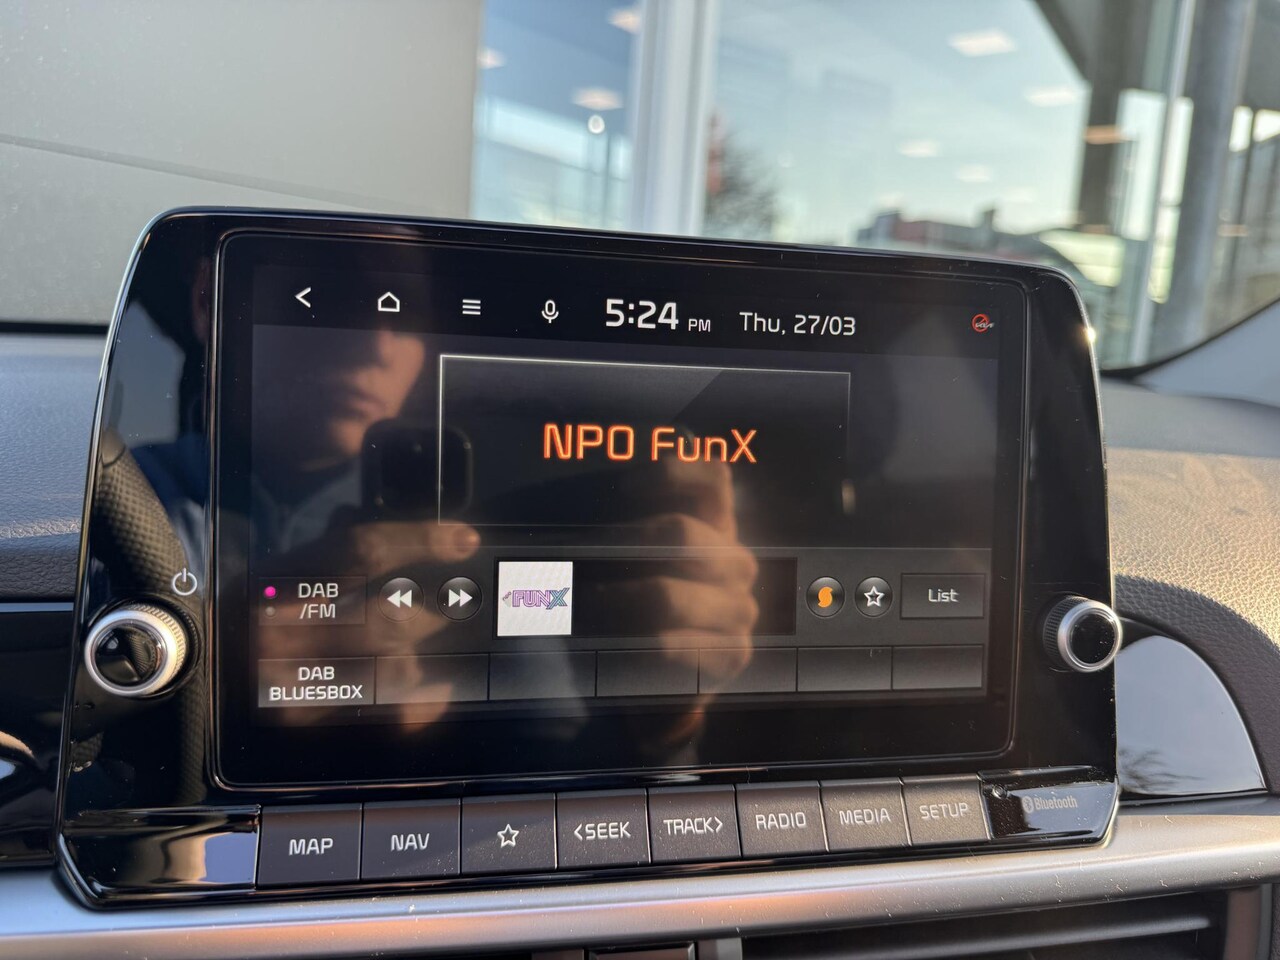 5:24 PM Thu, 27/03
NPO FunX
DAB
/FM
FUNX
List
DAB
BLUESBOX
MAP
NAV
<SEEK
TRACK>
RADIO
MEDIA
SETUP
Bluetooth